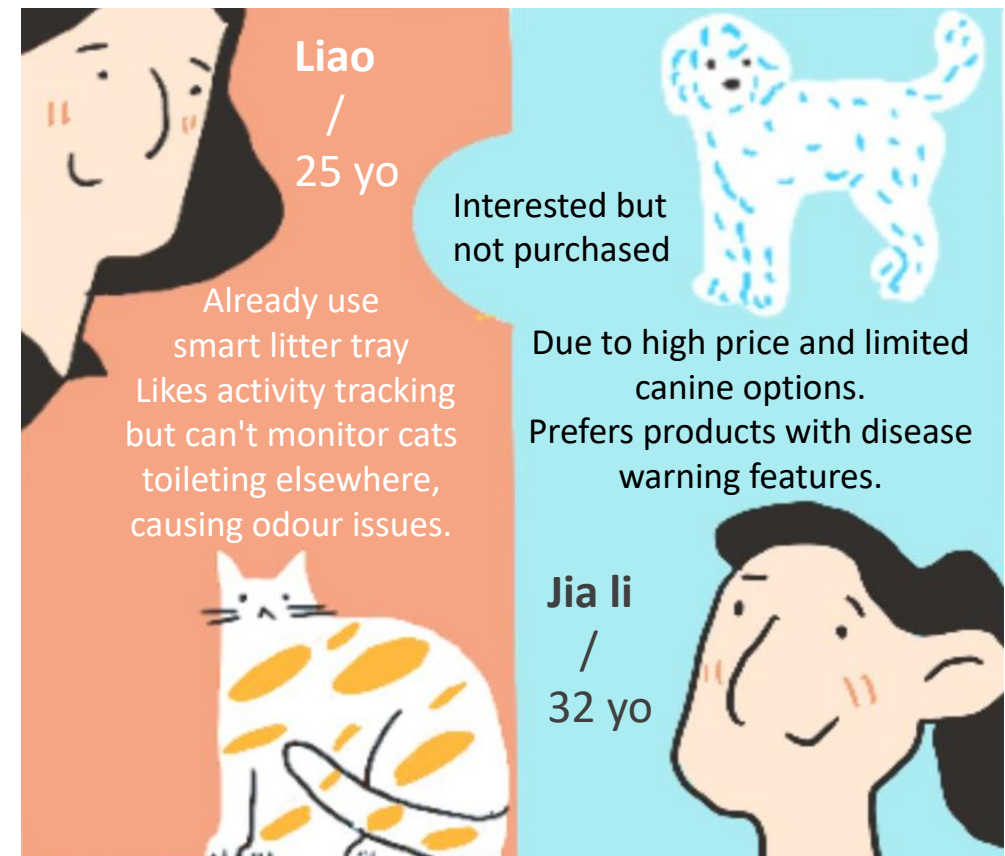 Liao
/
25 yo
Already use
smart litter tray
Likes activity tracking
but can't monitor cats
toileting elsewhere,
causing odour issues.
Interested but
not purchased
Due to high price and limited
canine options.
Prefers products with disease
warning features.
Jia li
/
32 yo